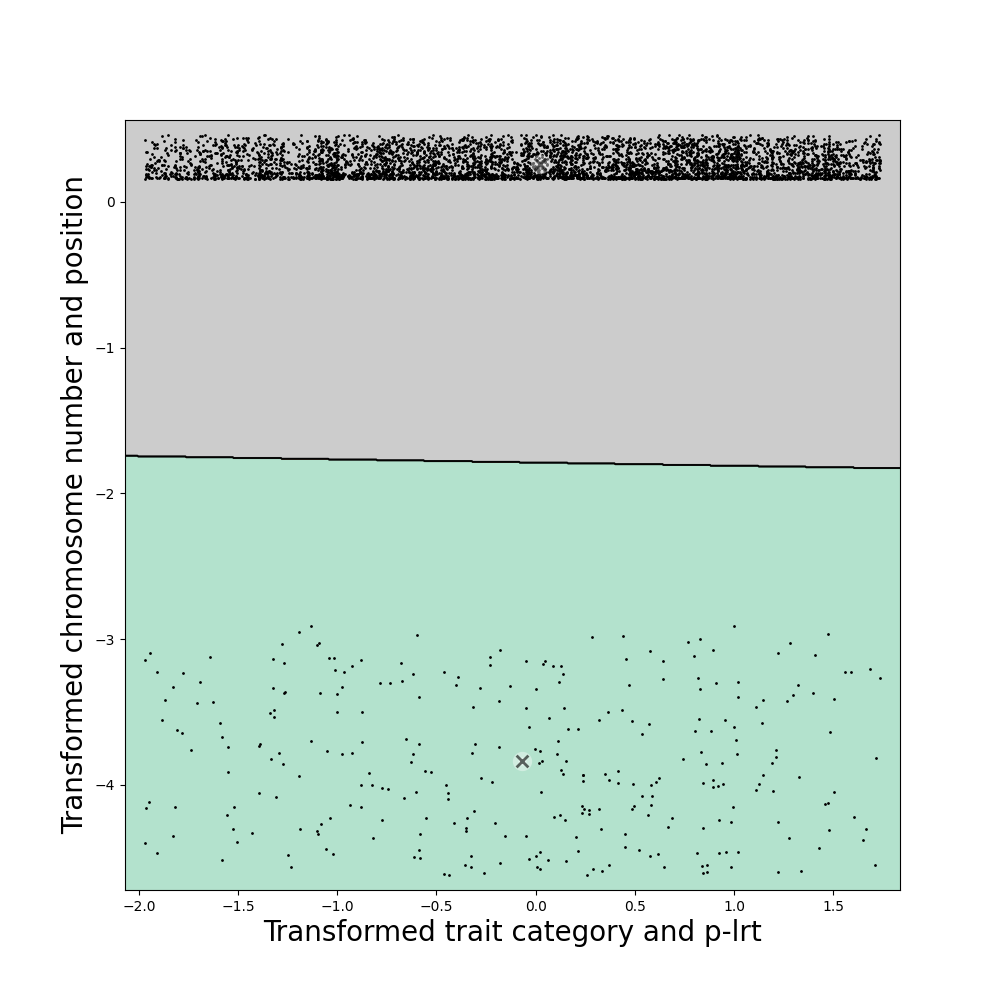 Transformed chromosome number and position
0
−1
−2
−3
−4
−2.0 −1.5 −1.0 −0.5 0.0 0.5 1.0 1.5
Transformed trait category and p-lrt